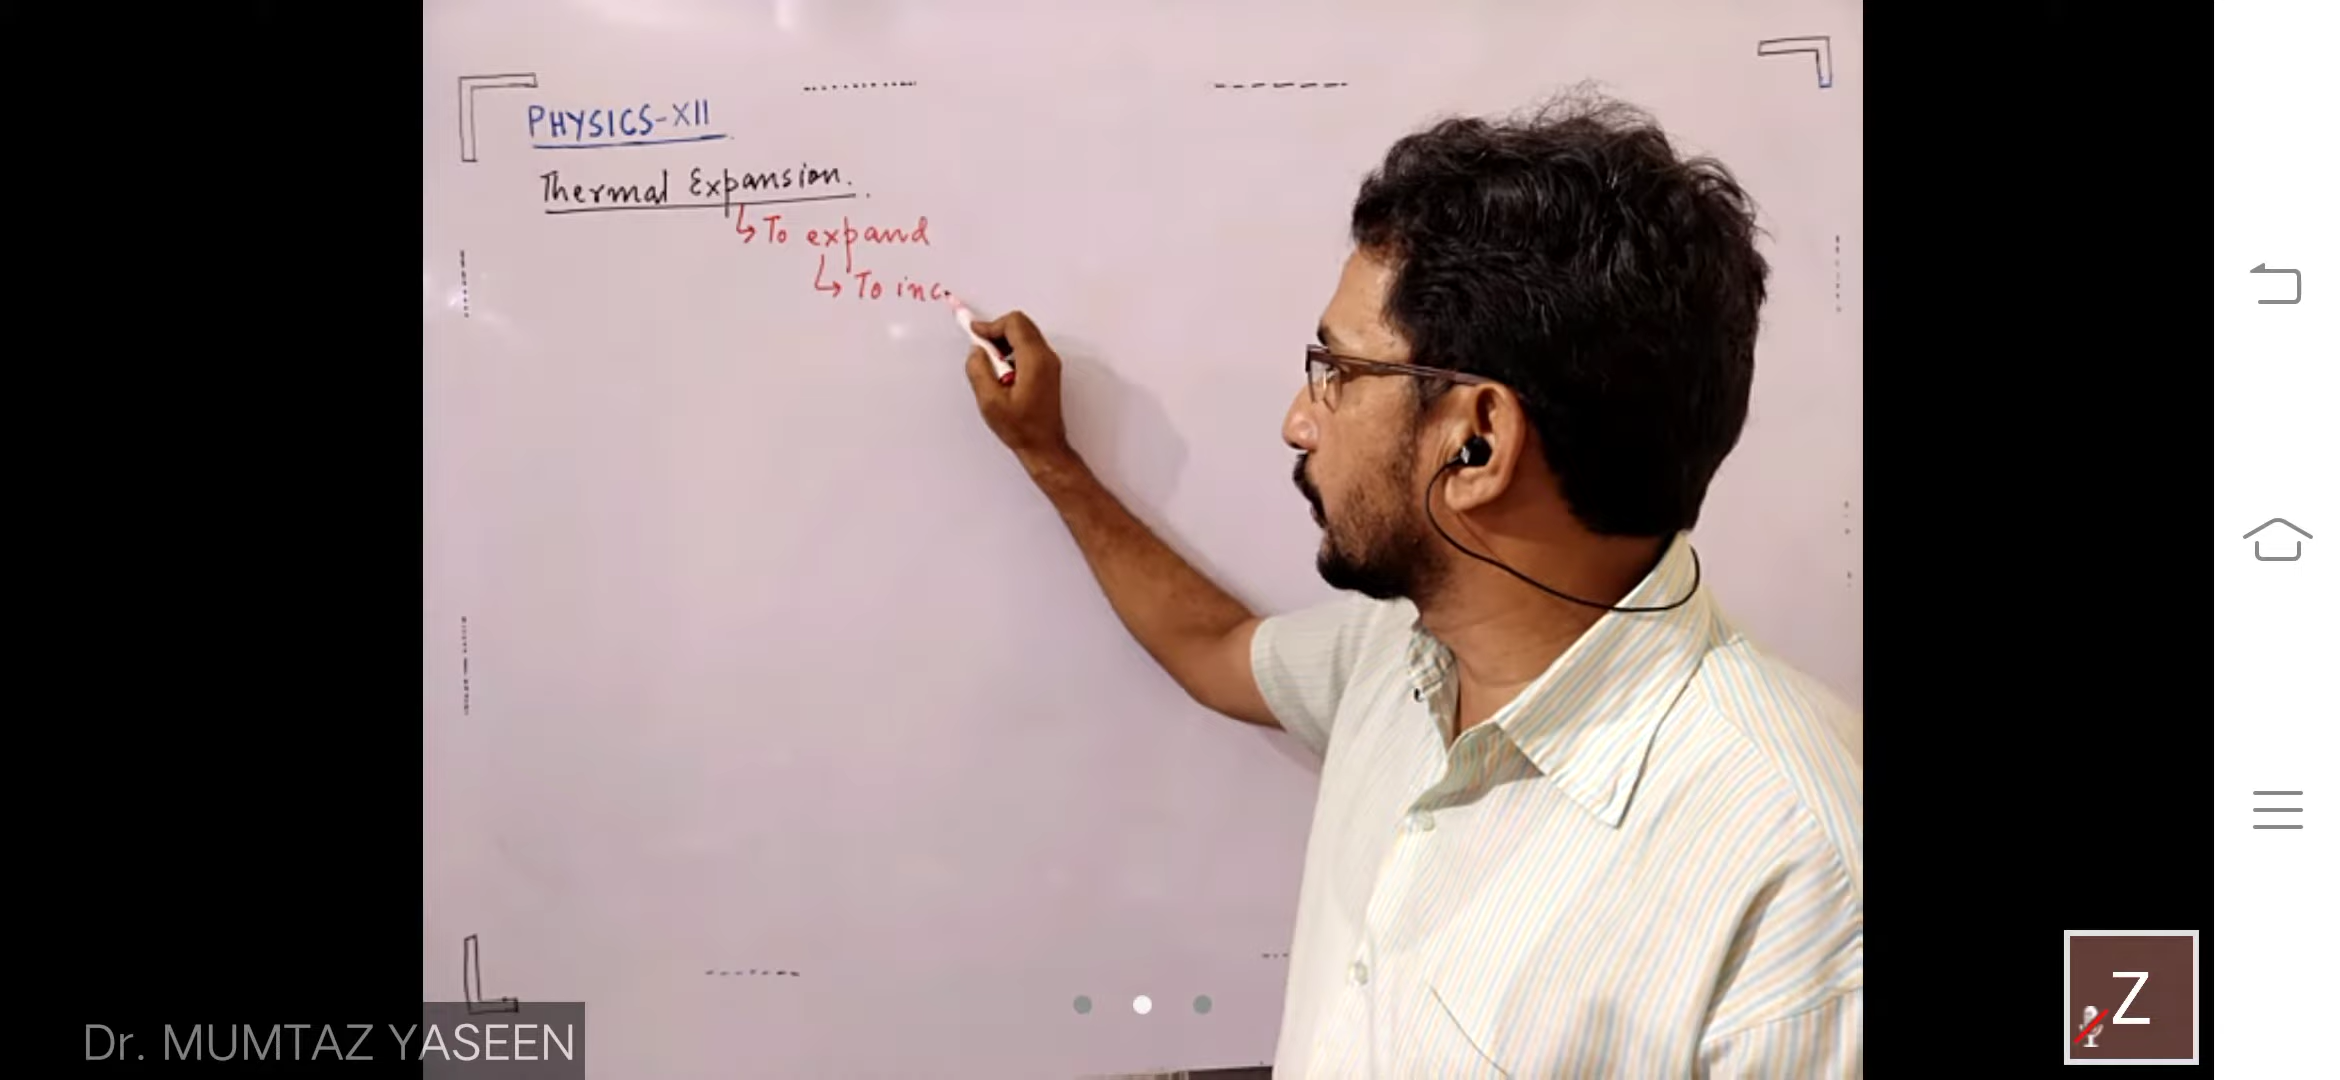 PHYSICS-XII
Thermal Expansion.
↳ To expand
↳ To inc
Dr. MUMTAZ YASEEN
Z